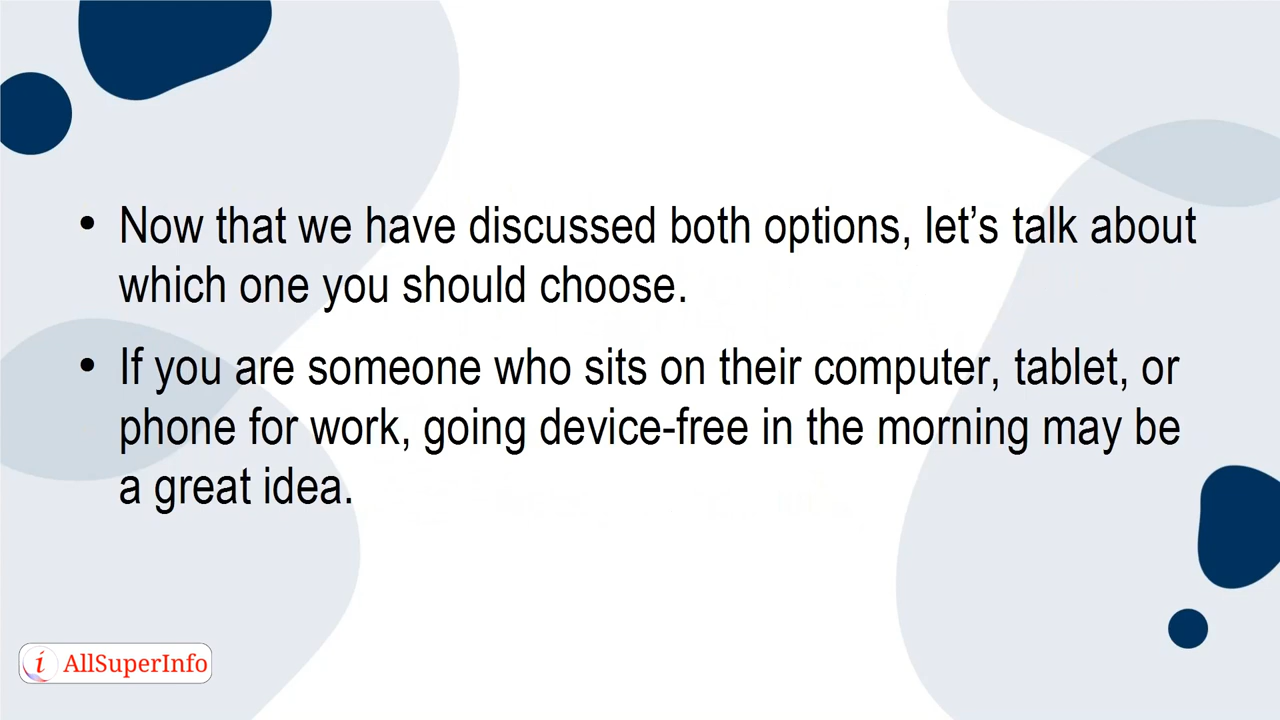 • Now that we have discussed both options, let’s talk about
which one you should choose.
• If you are someone who sits on their computer, tablet, or
phone for work, going device-free in the morning may be
a great idea.
i AllSuperInfo